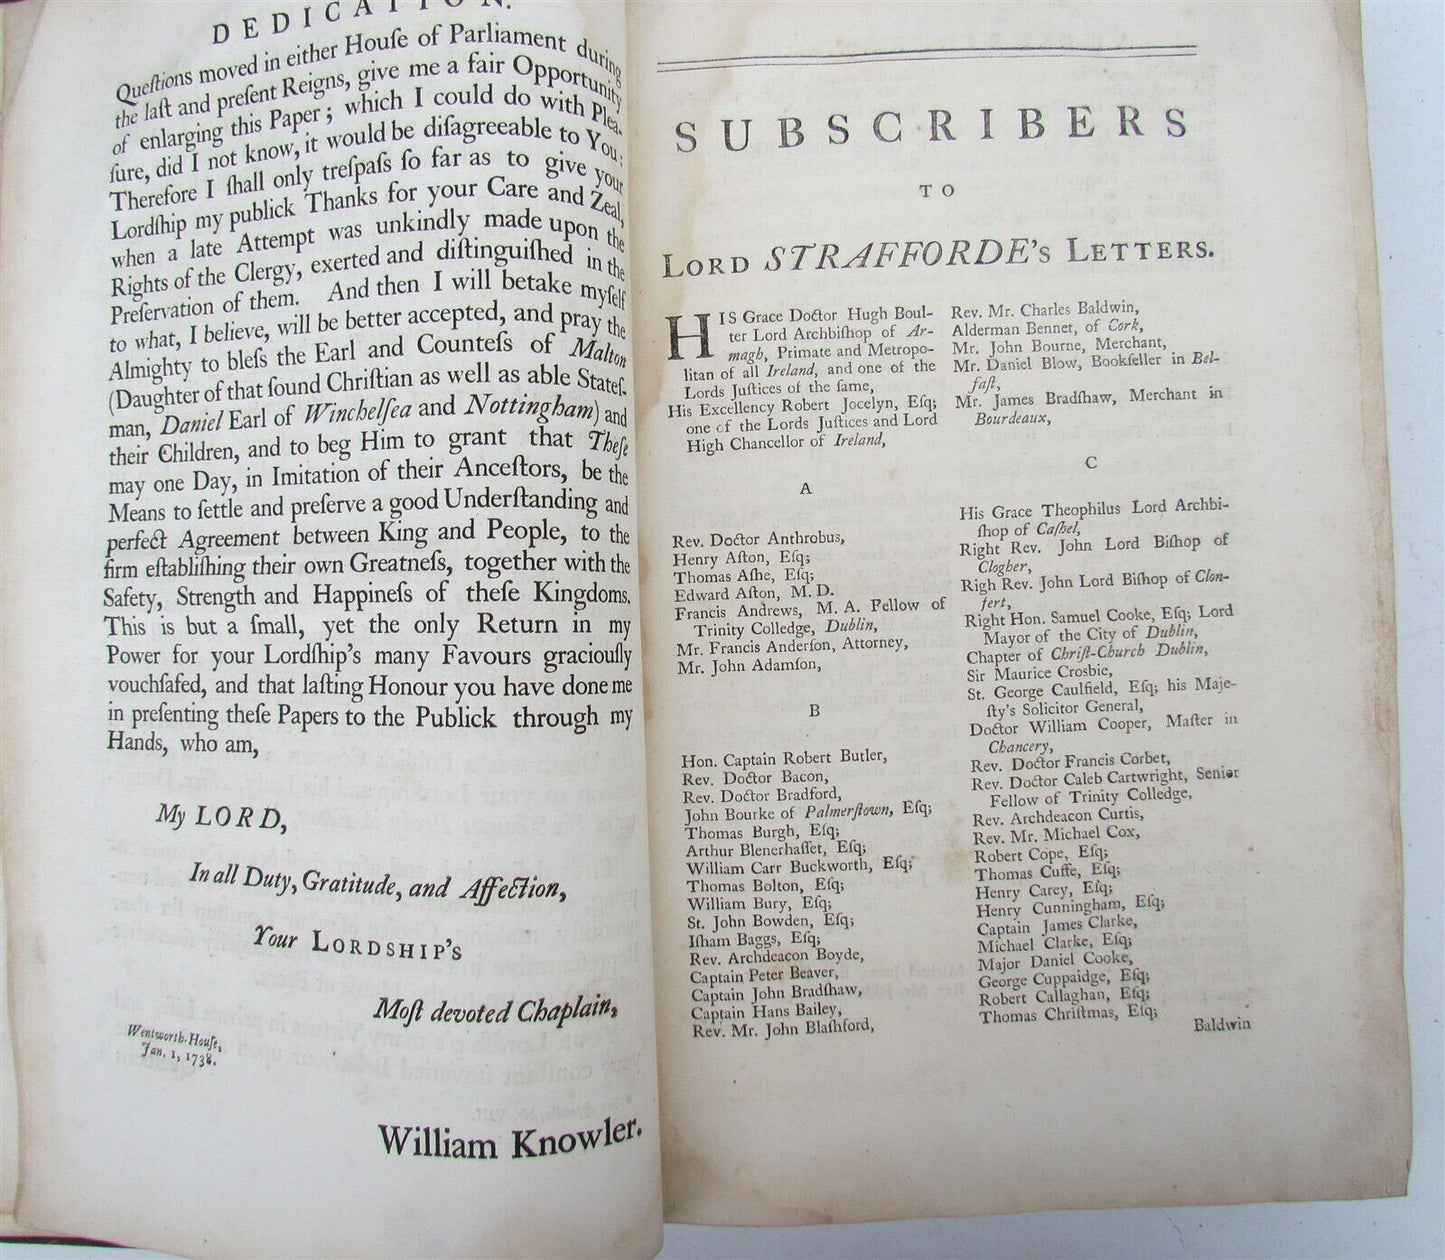 DEDICATION.
Queſtions moved in either Houſe of Parliament during
the laſt and preſent Reigns, give me a fair Opportunity
of enlarging this Paper; which I could do with Plea-
ſure, did I not know, it would be diſagreeable to You:
Therefore I ſhall only treſpaſs ſo far as to give your
Lordſhip my publick Thanks for your Care and Zeal,
when a late Attempt was unkindly made upon the
Rights of the Clergy, exerted and diſtinguiſhed in the
Preſervation of them. And then I will betake myſelf
to what, I believe, will be better accepted, and pray the
Almighty to bleſs the Earl and Counteſs of Malton
(Daughter of that ſound Chriſtian as well as able Stateſ-
man, Daniel Earl of Winchelſea and Nottingham) and
their Children, and to beg Him to grant that Theſe
may one Day, in Imitation of their Anceſtors, be the
Means to ſettle and preſerve a good Underſtanding and
perfect Agreement between King and People, to the
firm eſtabliſhing their own Greatneſs, together with the
Safety, Strength and Happineſs of theſe Kingdoms.
This is but a ſmall, yet the only Return in my
Power for your Lordſhip's many Favours graciouſly
vouchſafed, and that laſting Honour you have done me
in preſenting theſe Papers to the Publick through my
Hands, who am,
My LORD,
In all Duty, Gratitude, and Affection,
Your LORDSHIP'S
Moſt devoted Chaplain,
Wentworth-Houſe,
Jan. 1, 1738.
William Knowler.
SUBSCRIBERS
TO
LORD STRAFFORDE'S LETTERS.
HIS Grace Doctor Hugh Boul-
ter Lord Archbiſhop of Ar-
magh, Primate and Metropo-
litan of all Ireland, and one of the
Lords Juſtices of the ſame,
His Excellency Robert Jocelyn, Eſq;
one of the Lords Juſtices and Lord
High Chancellor of Ireland,
A
Rev. Doctor Anthrobus,
Henry Aſton, Eſq;
Thomas Aſhe, Eſq;
Edward Aſton, M. D.
Francis Andrews, M. A. Fellow of
Trinity Colledge, Dublin,
Mr. Francis Anderſon, Attorney,
Mr. John Adamſon,
B
Hon. Captain Robert Butler,
Rev. Doctor Bacon,
Rev. Doctor Bradford,
John Bourke of Palmerſtown, Eſq;
Thomas Burgh, Eſq;
Arthur Blenerhaſſet, Eſq;
William Carr Buckworth, Eſq;
Thomas Bolton, Eſq;
William Bury, Eſq;
St. John Bowden, Eſq;
Iſham Baggs, Eſq;
Rev. Archdeacon Boyde,
Captain Peter Beaver,
Captain John Bradſhaw,
Captain Hans Bailey,
Rev. Mr. John Blaſhford,
Rev. Mr. Charles Baldwin,
Alderman Bennet, of Cork,
Mr. John Bourne, Merchant,
Mr. Daniel Blow, Bookſeller in Bel-
faſt,
Mr. James Bradſhaw, Merchant in
Bourdeaux,
C
His Grace Theophilus Lord Archbi-
ſhop of Caſhel,
Right Rev. John Lord Biſhop of
Clogher,
Righ Rev. John Lord Biſhop of Clon-
fert,
Right Hon. Samuel Cooke, Eſq; Lord
Mayor of the City of Dublin,
Chapter of Chriſt-Church Dublin,
Sir Maurice Crosbie,
St. George Caulfield, Eſq; his Maje-
ſty's Solicitor General,
Doctor William Cooper, Maſter in
Chancery,
Rev. Doctor Francis Corbet,
Rev. Doctor Caleb Cartwright, Senior
Fellow of Trinity Colledge,
Rev. Archdeacon Curtis,
Rev. Mr. Michael Cox,
Robert Cope, Eſq;
Thomas Cuffe, Eſq;
Henry Carey, Eſq;
Henry Cunningham, Eſq;
Captain James Clarke,
Michael Clarke, Eſq;
Major Daniel Cooke,
George Cuppaidge, Eſq;
Robert Callaghan, Eſq;
Thomas Chriſtmas, Eſq;
Baldwin